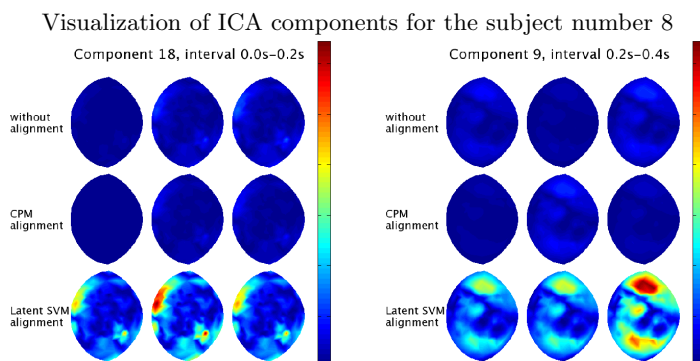 Visualization of ICA components for the subject number 8
Component 18, interval 0.0s-0.2s
without
alignment
CPM
alignment
Latent SVM
alignment
Component 9, interval 0.2s-0.4s
without
alignment
CPM
alignment
Latent SVM
alignment